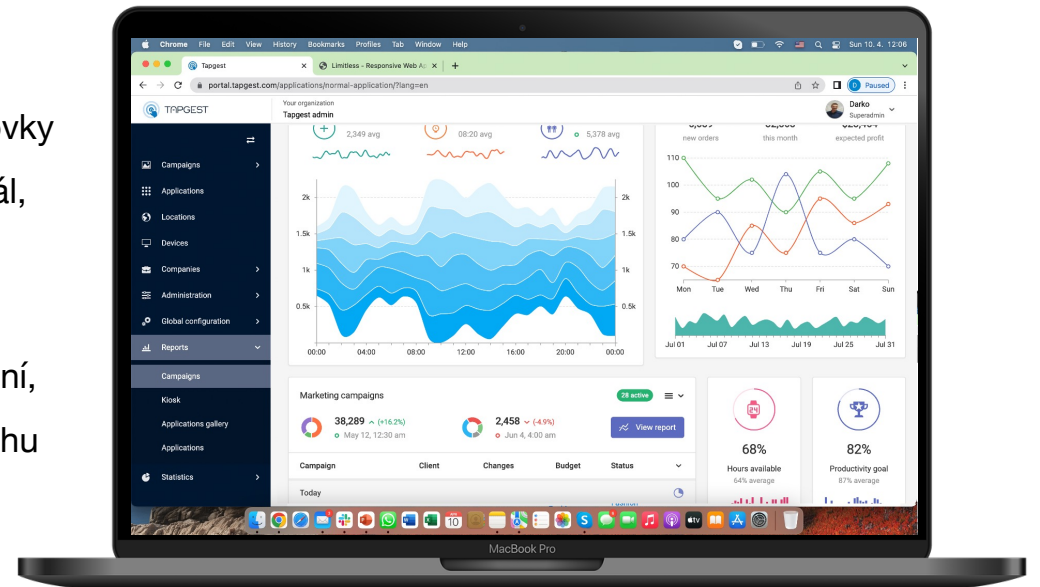 ovky
ál,
ní,
hu
Chrome File Edit View History Bookmarks Profiles Tab Window Help
Sun 10. 4. 12:06
Tapgest
Limitless - Responsive Web Ap
portal.tapgest.com/applications/normal-application/?lang=en
Paused
TAPGEST
Your organization
Tapgest admin
Darko
Superadmin
Campaigns
Applications
Locations
Devices
Companies
Administration
Global configuration
Reports
Campaigns
Kiosk
Applications gallery
Applications
Statistics
2,349 avg
08:20 avg
5,378 avg
2k
1.5k
1k
0.5k
2k
1.5k
1k
0.5k
00:00 04:00 08:00 12:00 16:00 20:00 00:00
new orders
this month
expected profit
110
100
90
80
70
Mon Tue Wed Thu Fri Sat Sun
Jul 01 Jul 07 Jul 13 Jul 19 Jul 25 Jul 31
Marketing campaigns
28 active
38,289 (+16.2%)
May 12, 12:30 am
2,458 (-4.9%)
Jun 4, 4:00 am
View report
Campaign Client Changes Budget Status
Today
68%
Hours available
64% average
82%
Productivity goal
87% average
MacBook Pro